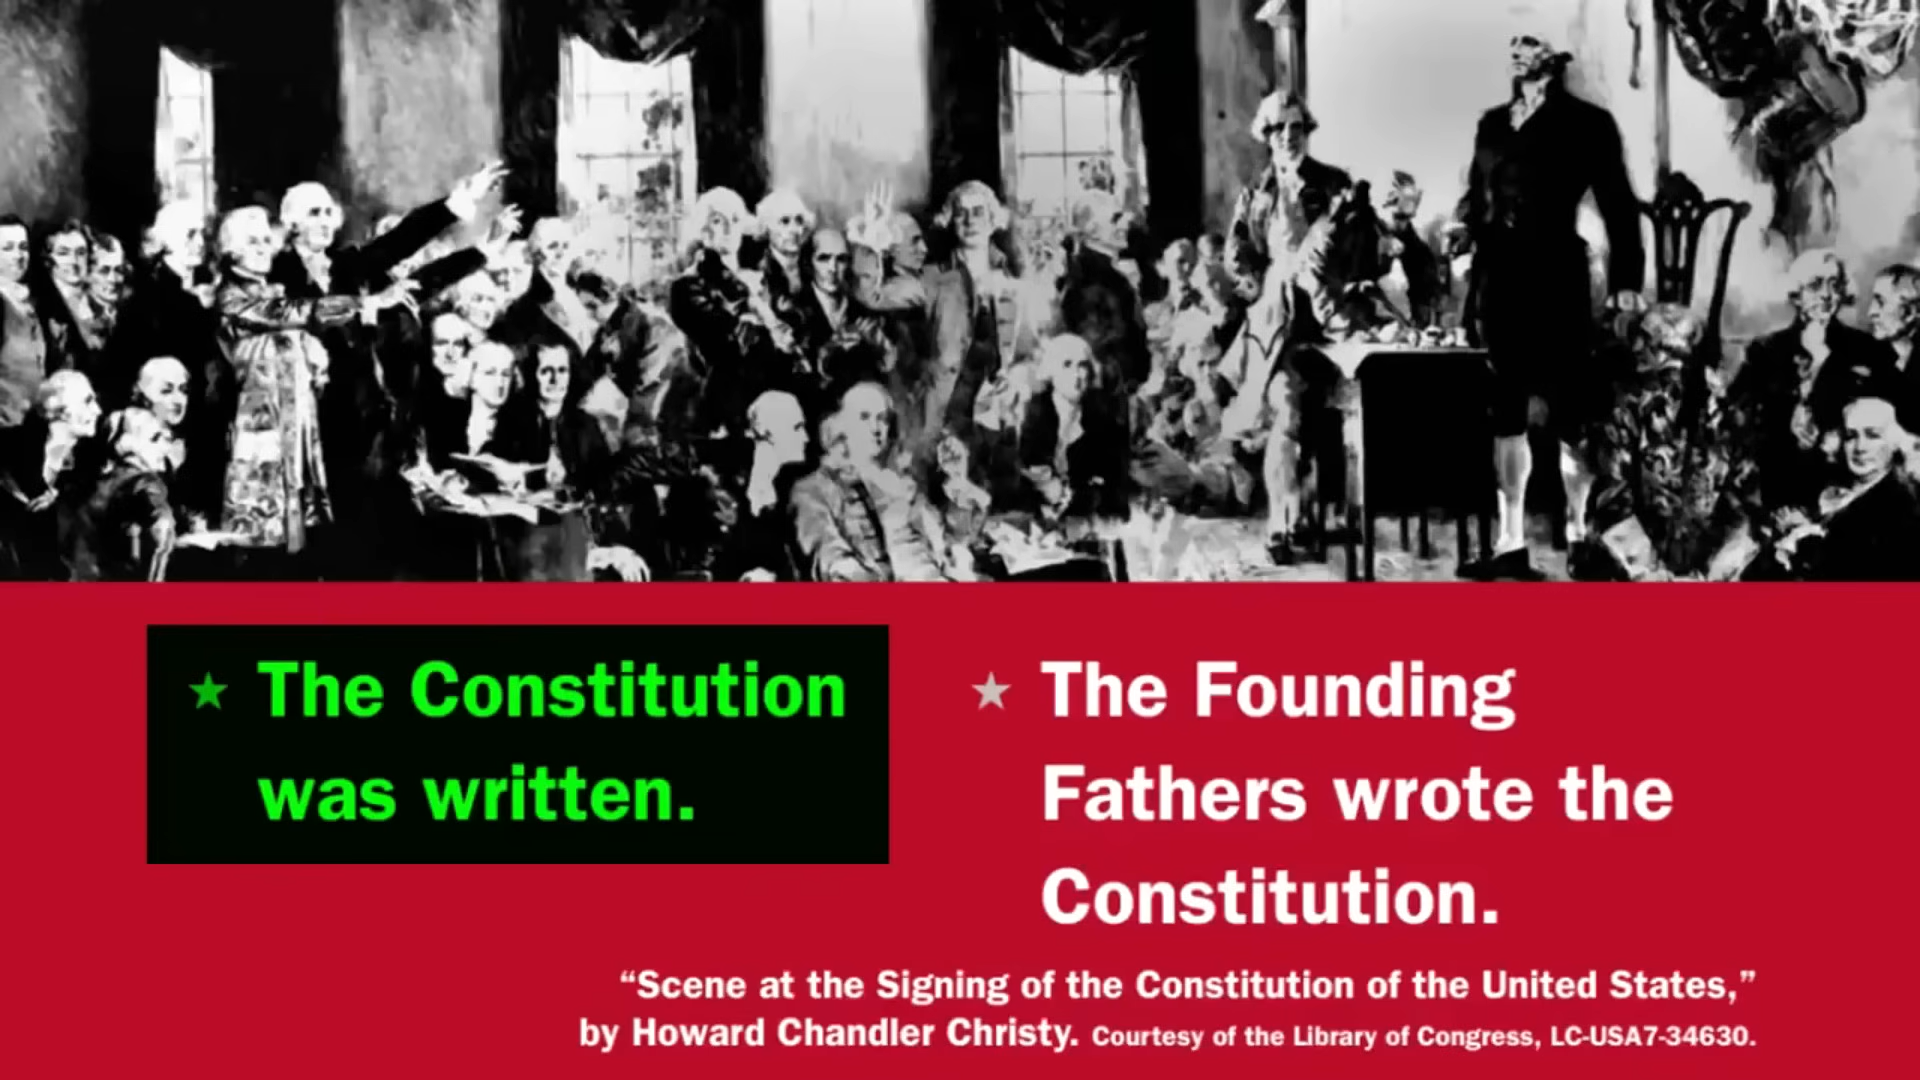 ★ The Constitution
was written.
★ The Founding
Fathers wrote the
Constitution.
“Scene at the Signing of the Constitution of the United States,”
by Howard Chandler Christy. Courtesy of the Library of Congress, LC-USA7-34630.